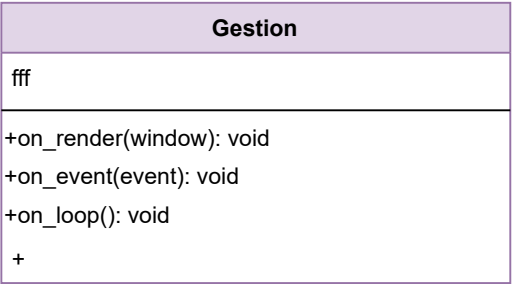 Gestion
fff
+on_render(window): void
+on_event(event): void
+on_loop(): void
+